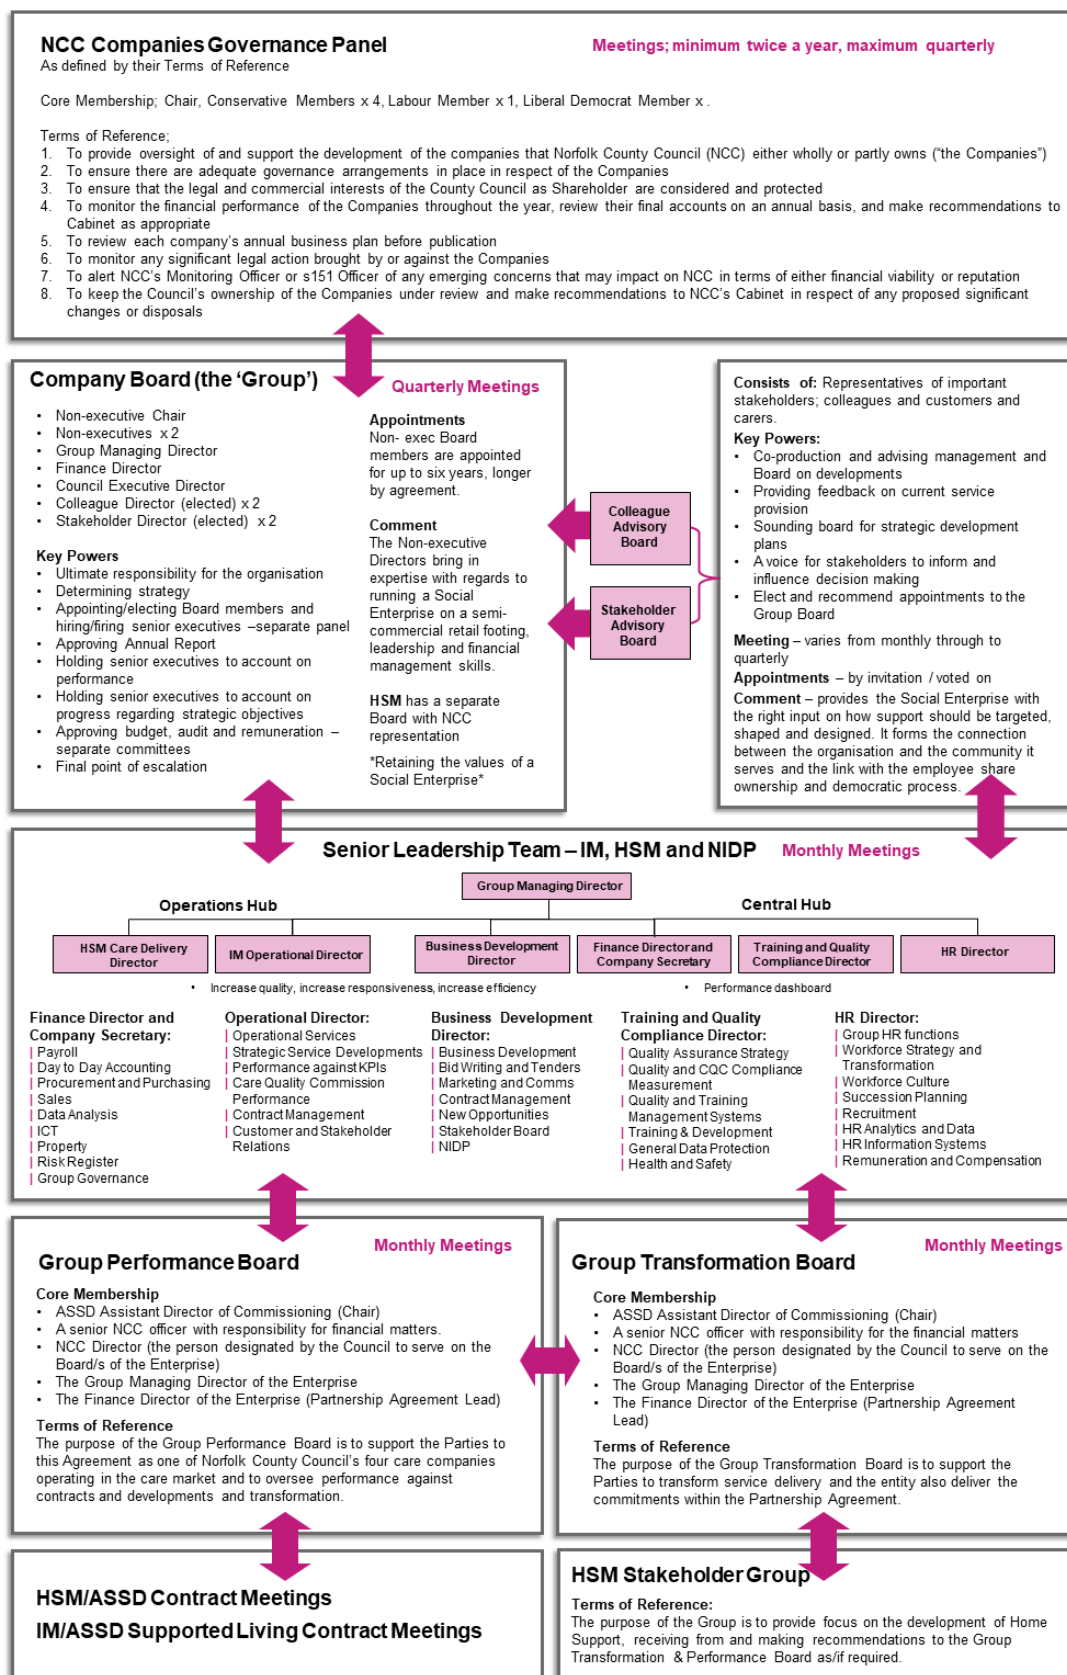 NCC Companies Governance Panel
Meetings; minimum twice a year, maximum quarterly
As defined by their Terms of Reference
Core Membership; Chair, Conservative Members x 4, Labour Member x 1, Liberal Democrat Member x .
Terms of Reference;
1. To provide oversight of and support the development of the companies that Norfolk County Council (NCC) either wholly or partly owns (“the Companies”)
2. To ensure there are adequate governance arrangements in place in respect of the Companies
3. To ensure that the legal and commercial interests of the County Council as Shareholder are considered and protected
4. To monitor the financial performance of the Companies throughout the year, review their final accounts on an annual basis, and make recommendations to
Cabinet as appropriate
5. To review each company’s annual business plan before publication
6. To monitor any significant legal action brought by or against the Companies
7. To alert NCC’s Monitoring Officer or s151 Officer of any emerging concerns that may impact on NCC in terms of either financial viability or reputation
8. To keep the Council’s ownership of the Companies under review and make recommendations to NCC’s Cabinet in respect of any proposed significant
changes or disposals
Company Board (the ‘Group’)
Quarterly Meetings
• Non-executive Chair
• Non-executives x 2
• Group Managing Director
• Finance Director
• Council Executive Director
• Colleague Director (elected) x 2
• Stakeholder Director (elected) x 2
Key Powers
• Ultimate responsibility for the organisation
• Determining strategy
• Appointing/electing Board members and
hiring/firing senior executives –separate panel
• Approving Annual Report
• Holding senior executives to account on
performance
• Holding senior executives to account on
progress regarding strategic objectives
• Approving budget, audit and remuneration –
separate committees
• Final point of escalation
Appointments
Non- exec Board
members are appointed
for up to six years, longer
by agreement.
Comment
The Non-executive
Directors bring in
expertise with regards to
running a Social
Enterprise on a semi-
commercial retail footing,
leadership and financial
management skills.
HSM has a separate
Board with NCC
representation
*Retaining the values of a
Social Enterprise*
Colleague
Advisory
Board
Stakeholder
Advisory
Board
Consists of: Representatives of important
stakeholders; colleagues and customers and
carers.
Key Powers:
• Co-production and advising management and
Board on developments
• Providing feedback on current service
provision
• Sounding board for strategic development
plans
• A voice for stakeholders to inform and
influence decision making
• Elect and recommend appointments to the
Group Board
Meeting – varies from monthly through to
quarterly
Appointments – by invitation / voted on
Comment – provides the Social Enterprise with
the right input on how support should be targeted,
shaped and designed. It forms the connection
between the organisation and the community it
serves and the link with the employee share
ownership and democratic process.
Senior Leadership Team – IM, HSM and NIDP
Monthly Meetings
Group Managing Director
Operations Hub
Central Hub
HSM Care Delivery
Director
IM Operational Director
Business Development
Director
Finance Director and
Company Secretary
Training and Quality
Compliance Director
HR Director
• Increase quality, increase responsiveness, increase efficiency
• Performance dashboard
Finance Director and
Company Secretary:
| Payroll
| Day to Day Accounting
| Procurement and Purchasing
| Sales
| Data Analysis
| ICT
| Property
| Risk Register
| Group Governance
Operational Director:
| Operational Services
| Strategic Service Developments
| Performance against KPIs
| Care Quality Commission
Performance
| Contract Management
| Customer and Stakeholder
Relations
Business Development
Director:
| Business Development
| Bid Writing and Tenders
| Marketing and Comms
| Contract Management
| New Opportunities
| Stakeholder Board
| NIDP
Training and Quality
Compliance Director:
| Quality Assurance Strategy
| Quality and CQC Compliance
Measurement
| Quality and Training
Management Systems
| Training & Development
| General Data Protection
| Health and Safety
HR Director:
| Group HR functions
| Workforce Strategy and
Transformation
| Workforce Culture
| Succession Planning
| Recruitment
| HR Analytics and Data
| HR Information Systems
| Remuneration and Compensation
Monthly Meetings
Group Performance Board
Core Membership
• ASSD Assistant Director of Commissioning (Chair)
• A senior NCC officer with responsibility for financial matters.
• NCC Director (the person designated by the Council to serve on the
Board/s of the Enterprise)
• The Group Managing Director of the Enterprise
• The Finance Director of the Enterprise (Partnership Agreement Lead)
Terms of Reference
The purpose of the Group Performance Board is to support the Parties to
this Agreement as one of Norfolk County Council’s four care companies
operating in the care market and to oversee performance against
contracts and developments and transformation.
Monthly Meetings
Group Transformation Board
Core Membership
• ASSD Assistant Director of Commissioning (Chair)
• A senior NCC officer with responsibility for the financial matters
• NCC Director (the person designated by the Council to serve on the
Board/s of the Enterprise)
• The Group Managing Director of the Enterprise
• The Finance Director of the Enterprise (Partnership Agreement
Lead)
Terms of Reference
The purpose of the Group Transformation Board is to support the
Parties to transform service delivery and the entity also deliver the
commitments within the Partnership Agreement.
HSM/ASSD Contract Meetings
IM/ASSD Supported Living Contract Meetings
HSM Stakeholder Group
Terms of Reference:
The purpose of the Group is to provide focus on the development of Home
Support, receiving from and making recommendations to the Group
Transformation & Performance Board as/if required.